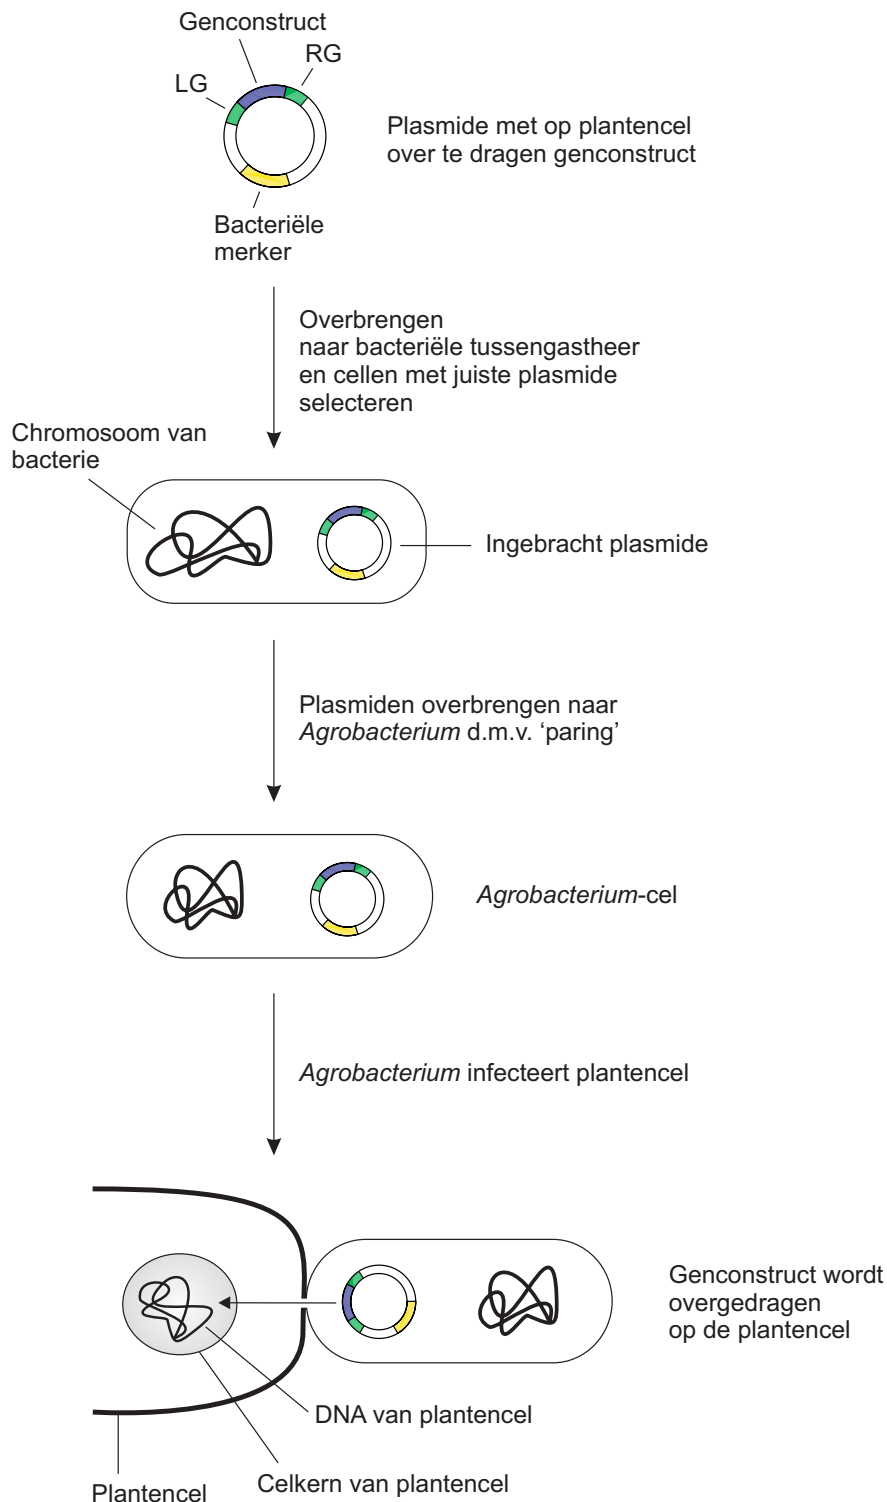 Genconstruct
RG
LG
Plasmide met op plantencel
over te dragen genconstruct
Bacteriële
merker
Overbrengen
naar bacteriële tussengastheer
en cellen met juiste plasmide
selecteren
Chromosoom van
bacterie
Ingebracht plasmide
Plasmiden overbrengen naar
Agrobacterium d.m.v. ‘paring’
Agrobacterium-cel
Agrobacterium infecteert plantencel
Genconstruct wordt
overgedragen
op de plantencel
DNA van plantencel
Celkern van plantencel
Plantencel